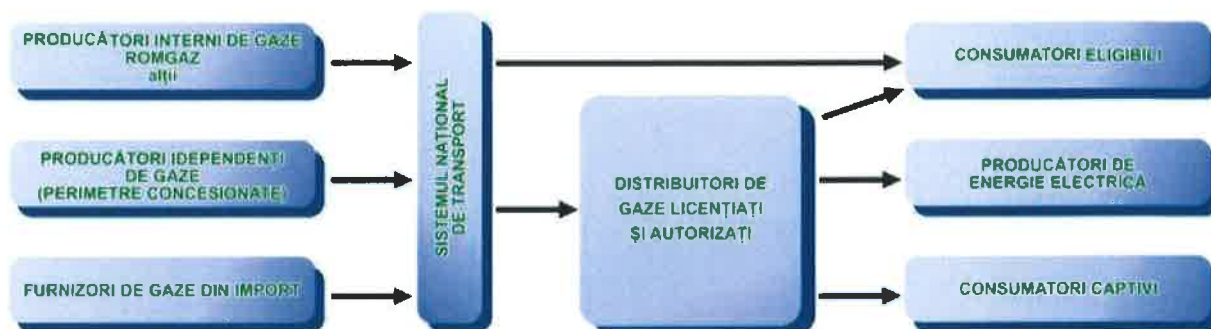 PRODUCĂTORI INTERNI DE GAZE
ROMGAZ
alții
PRODUCĂTORI IDEPENDENȚI
DE GAZE
(PERIMETRE CONCESIONATE)
FURNIZORI DE GAZE DIN IMPORT
SISTEMUL NAȚIONAL
DE TRANSPORT
DISTRIBUITORI DE
GAZE LICENȚIAȚI
ȘI AUTORIZAȚI
CONSUMATORI ELIGIBILI
PRODUCĂTORI DE
ENERGIE ELECTRICA
CONSUMATORI CAPTIVI